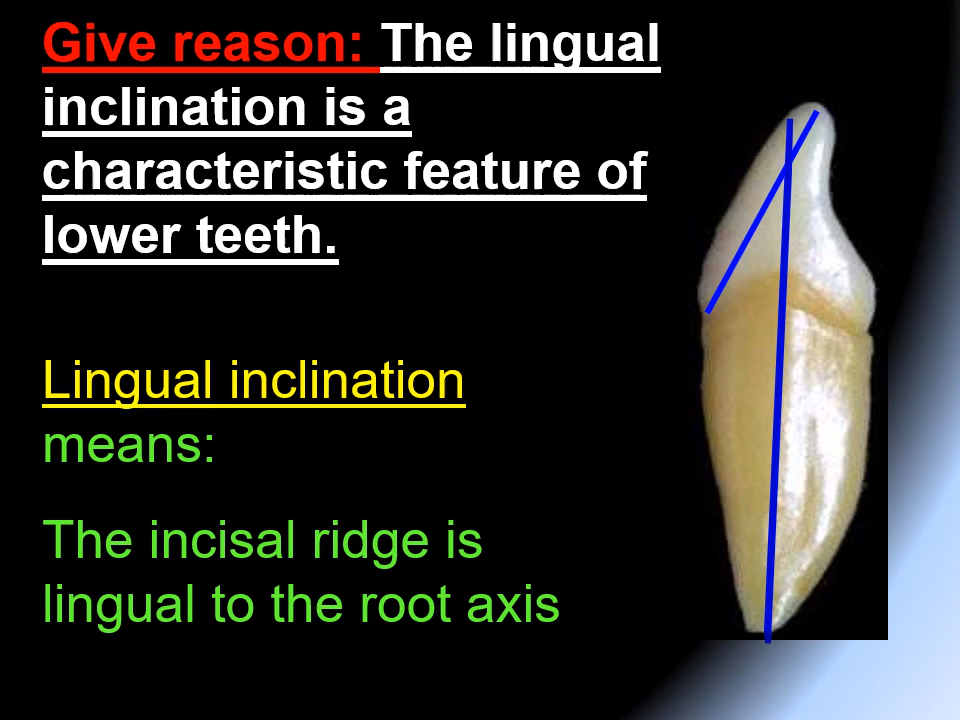 Give reason: The lingual
inclination is a
characteristic feature of
lower teeth.
Lingual inclination
means:
The incisal ridge is
lingual to the root axis